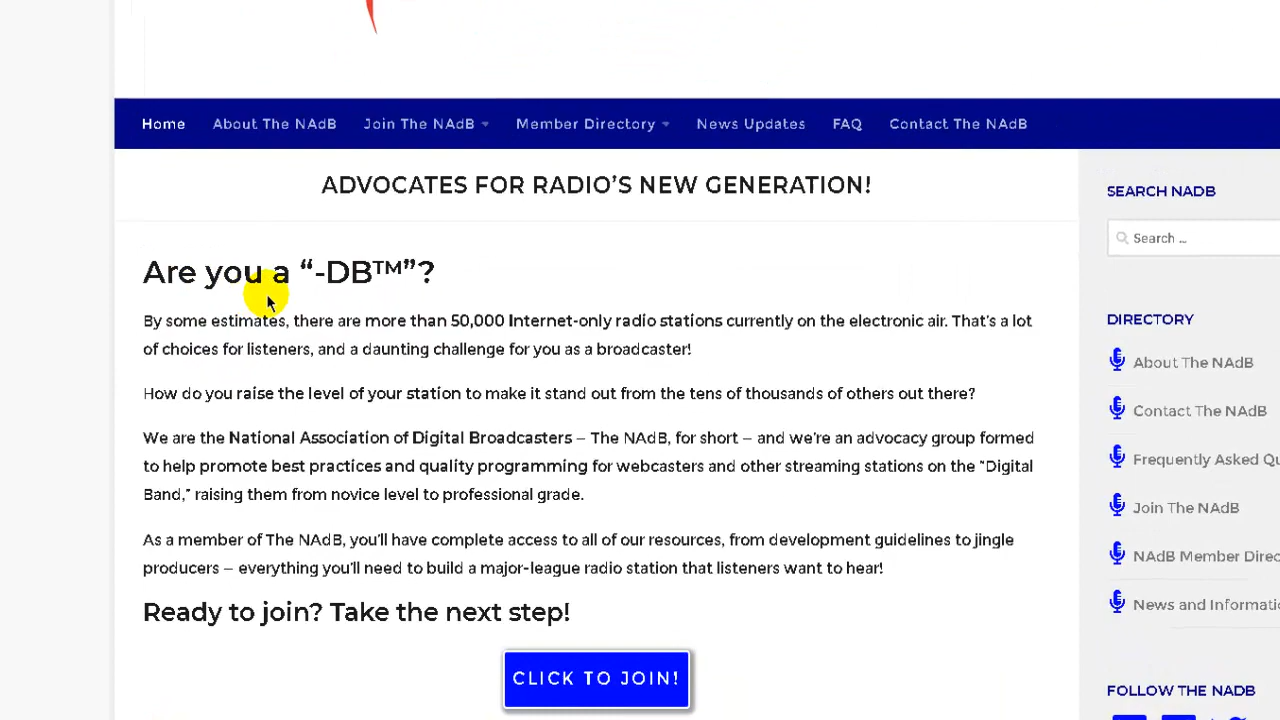 Home About The NAdB Join The NAdB Member Directory News Updates FAQ Contact The NAdB
ADVOCATES FOR RADIO’S NEW GENERATION!
Are you a “-DB™”?
By some estimates, there are more than 50,000 Internet-only radio stations currently on the electronic air. That’s a lot
of choices for listeners, and a daunting challenge for you as a broadcaster!
How do you raise the level of your station to make it stand out from the tens of thousands of others out there?
We are the National Association of Digital Broadcasters – The NAdB, for short – and we’re an advocacy group formed
to help promote best practices and quality programming for webcasters and other streaming stations on the “Digital
Band,” raising them from novice level to professional grade.
As a member of The NAdB, you’ll have complete access to all of our resources, from development guidelines to jingle
producers – everything you’ll need to build a major-league radio station that listeners want to hear!
Ready to join? Take the next step!
CLICK TO JOIN!
SEARCH NADB
Search ...
DIRECTORY
About The NAdB
Contact The NAdB
Frequently Asked Qu
Join The NAdB
NAdB Member Direc
News and Informati
FOLLOW THE NADB